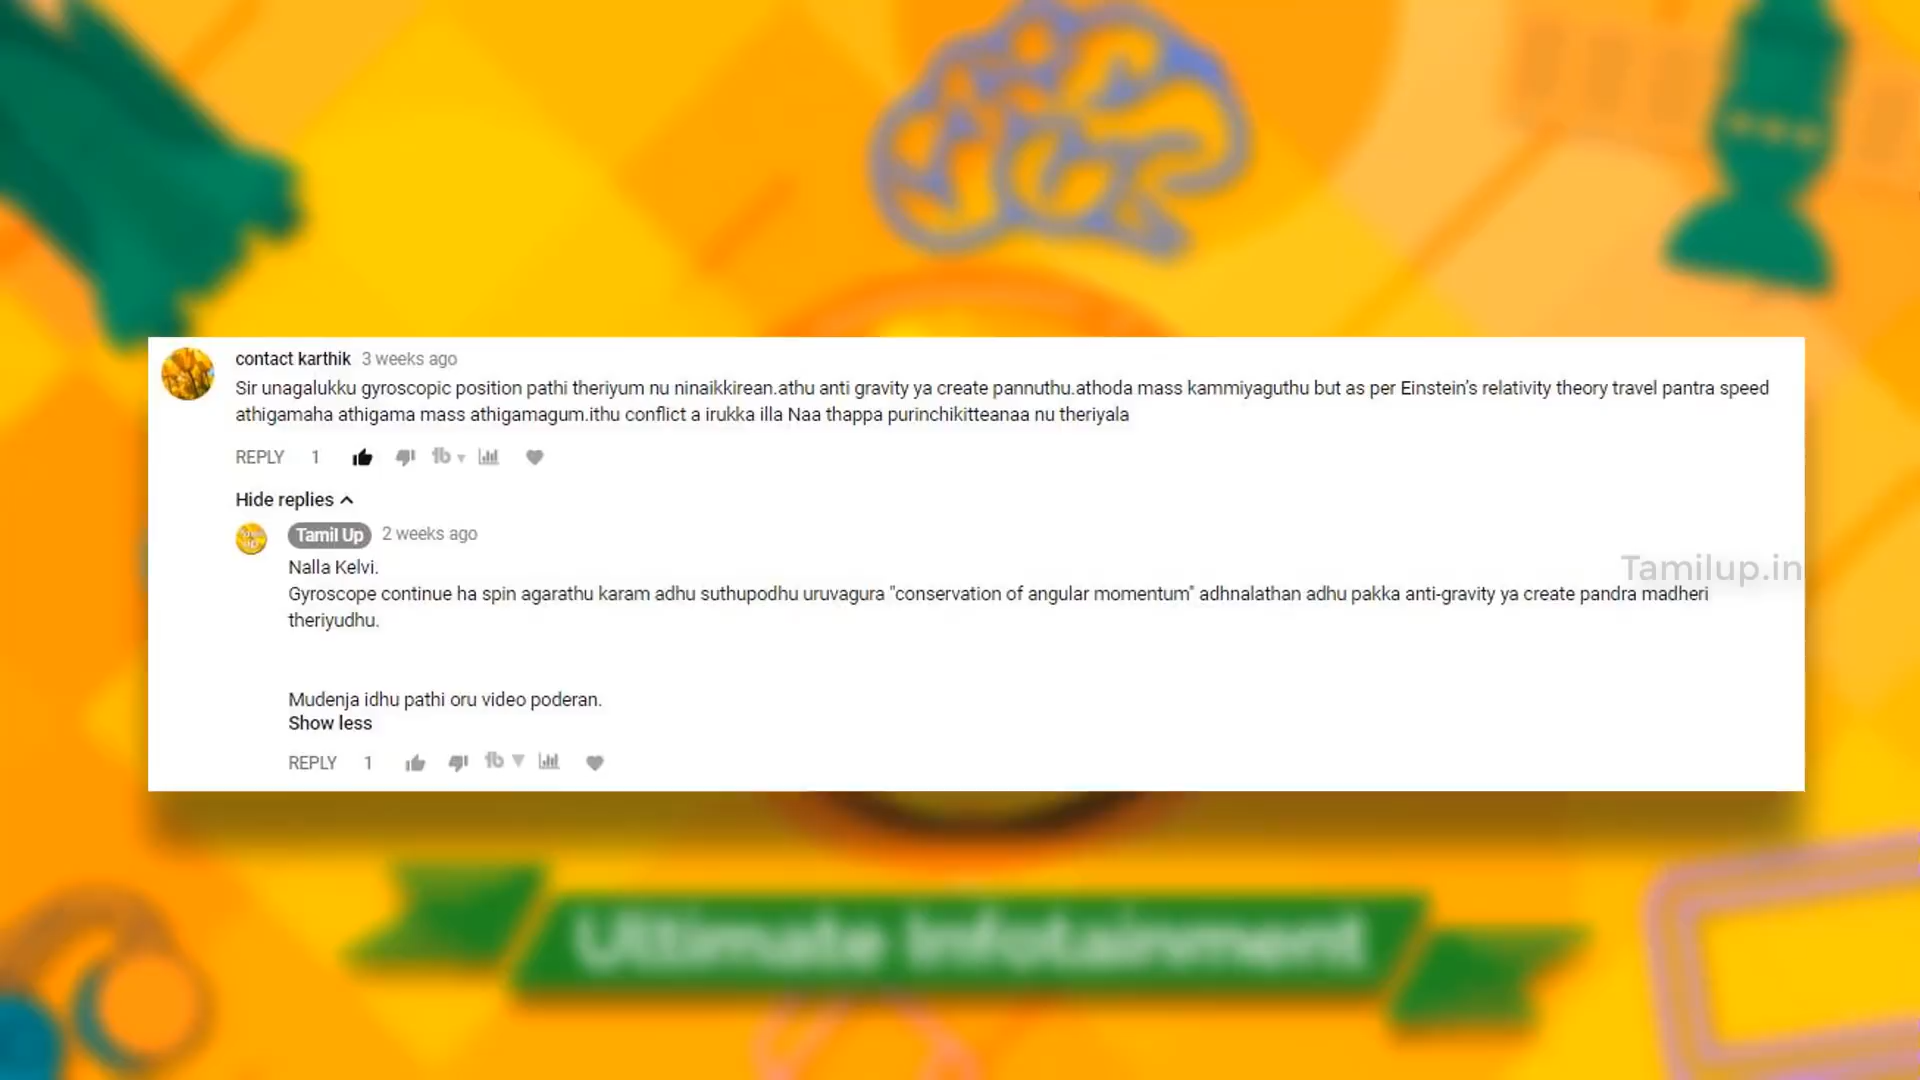 contact karthik 3 weeks ago
Sir unagalukku gyroscopic position pathi theriyum nu ninaikkirean.athu anti gravity ya create pannuthu.athoda mass kammiyaguthu but as per Einstein's relativity theory travel pantra speed
athigamaha athigama mass athigamagum.ithu conflict a irukka illa Naa thappa purinchikitteanaa nu theriyala
REPLY 1
Hide replies
Tamil Up 2 weeks ago
Nalla Kelvi.
Tamilup.in
Gyroscope continue ha spin agarathu karam adhu suthupodhu uruvagura "conservation of angular momentum" adhnalathan adhu pakka anti-gravity ya create pandra madheri
theriyudhu.
Mudenja idhu pathi oru video poderan.
Show less
REPLY 1
Ultimate Infotainment